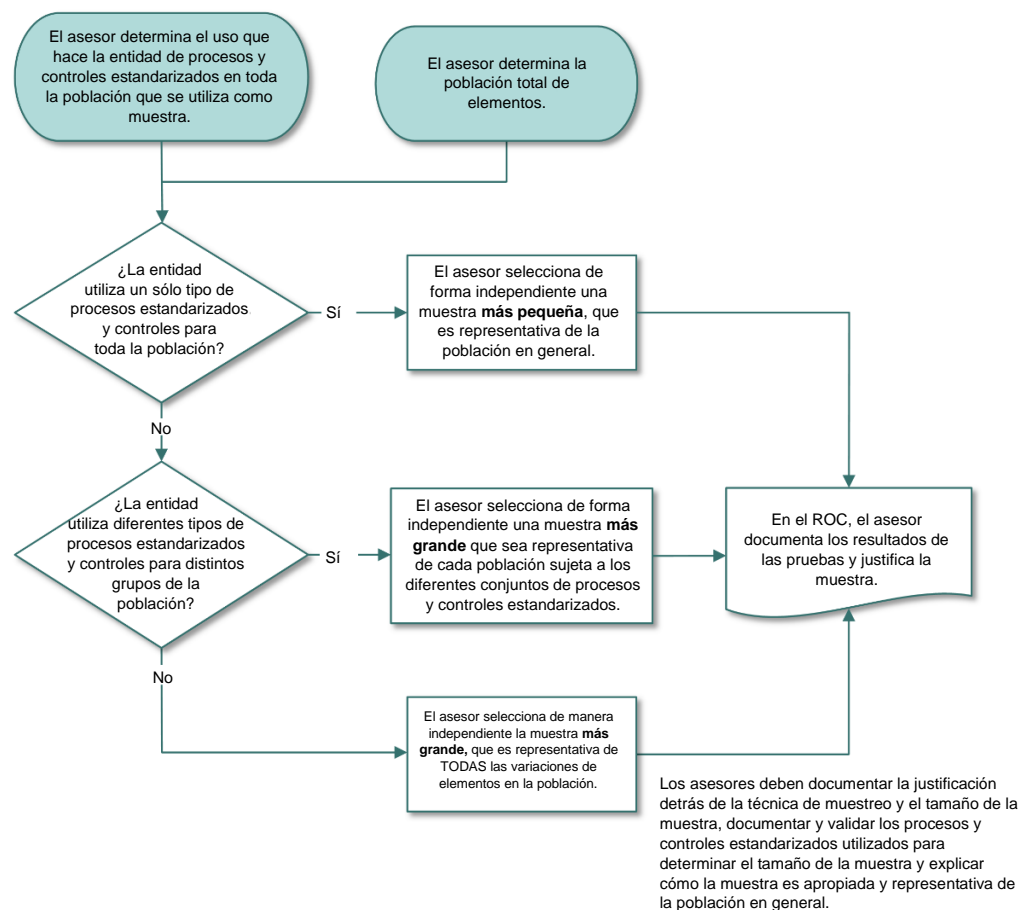 El asesor determina el uso que
hace la entidad de procesos y
controles estandarizados en toda
la población que se utiliza como
muestra.
El asesor determina la
población total de
elementos.
¿La entidad
utiliza un sólo tipo de
procesos estandarizados
y controles para
toda la población?
Sí
El asesor selecciona de
forma independiente una
muestra más pequeña, que
es representativa de la
población en general.
No
¿La entidad
utiliza diferentes tipos de
procesos estandarizados
y controles para distintos
grupos de la
población?
Sí
El asesor selecciona de forma
independiente una muestra más
grande que sea representativa
de cada población sujeta a los
diferentes conjuntos de procesos
y controles estandarizados.
En el ROC, el asesor
documenta los resultados de
las pruebas y justifica la
muestra.
No
El asesor selecciona de manera
independiente la muestra más
grande, que es representativa de
TODAS las variaciones de
elementos en la población.
Los asesores deben documentar la justificación
detrás de la técnica de muestreo y el tamaño de la
muestra, documentar y validar los procesos y
controles estandarizados utilizados para
determinar el tamaño de la muestra y explicar
cómo la muestra es apropiada y representativa de
la población en general.